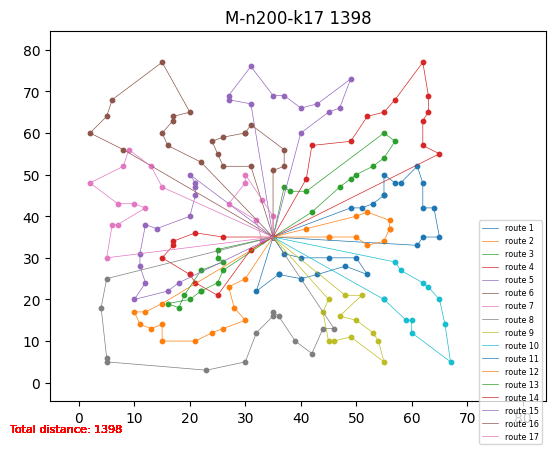 M-n200-k17 1398
80
70
60
50
40
30
20
10
0
0 10 20 30 40 50 60 70 80
route 1
route 2
route 3
route 4
route 5
route 6
route 7
route 8
route 9
route 10
route 11
route 12
route 13
route 14
route 15
route 16
route 17
Total distance: 1398